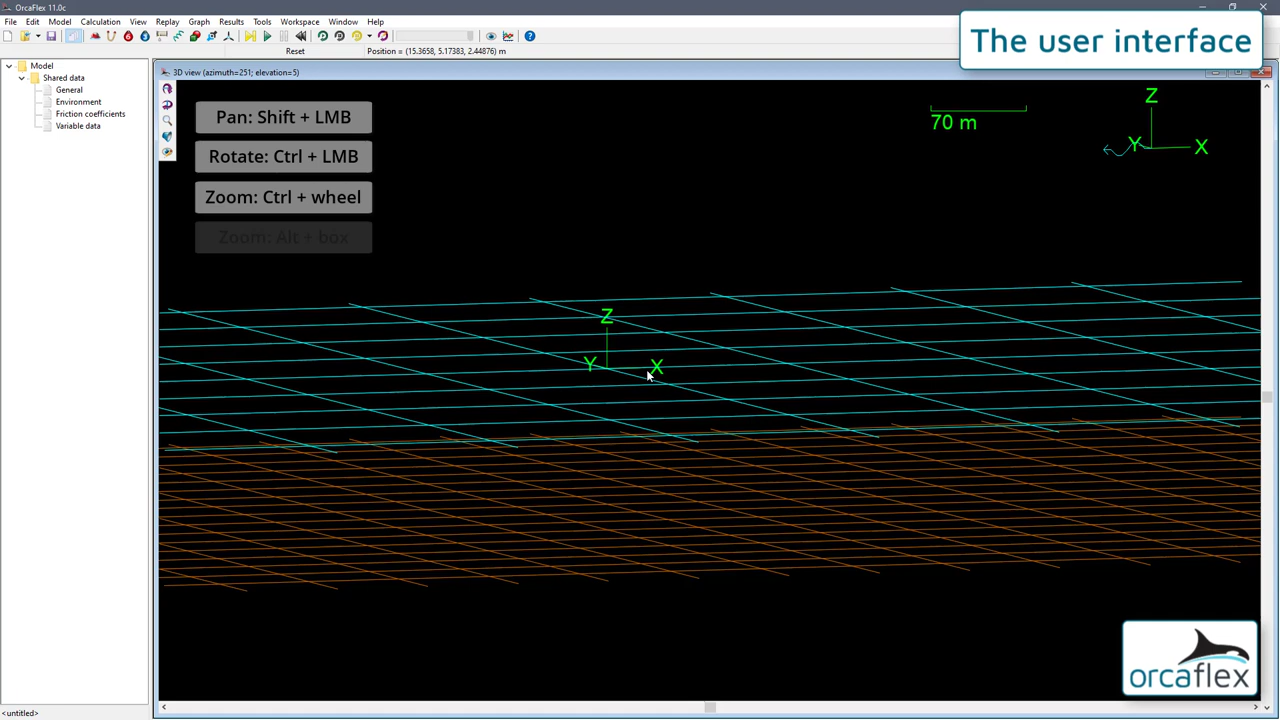 OrcaFlex 11.0c
The user interface
File Edit Model Calculation View Replay Graph Results Tools Workspace Window Help
Reset Position = (15.3658, 5.17383, 2.44876) m
Model
Shared data
General
Environment
Friction coefficients
Variable data
3D view (azimuth=251; elevation=5)
Pan: Shift + LMB
Rotate: Ctrl + LMB
Zoom: Ctrl + wheel
Zoom: Alt + box
70 m
Z
Y X
Z
Y X
orcaflex
<untitled>